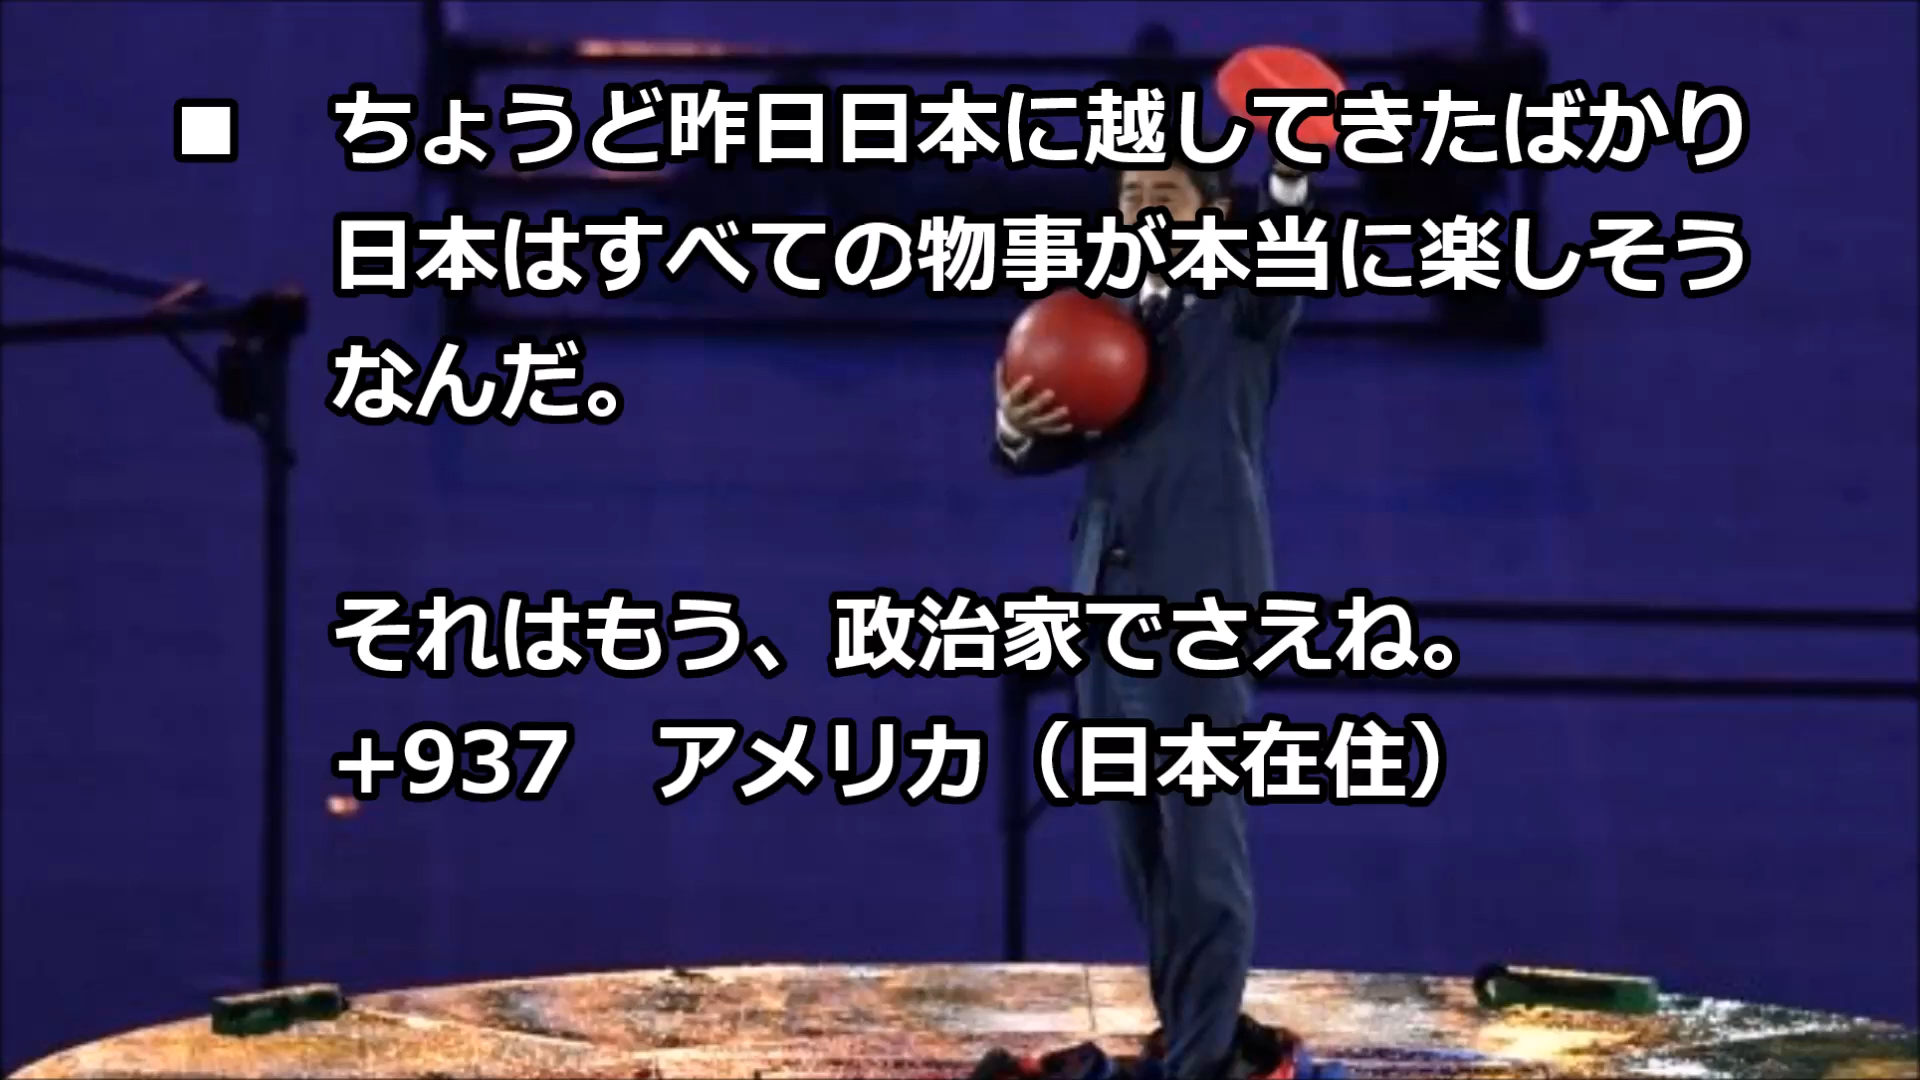 ■　ちょうど昨日日本に越してきたばかり
日本はすべての物事が本当に楽しそう
なんだ。
それはもう、政治家でさえね。
+937　アメリカ（日本在住）